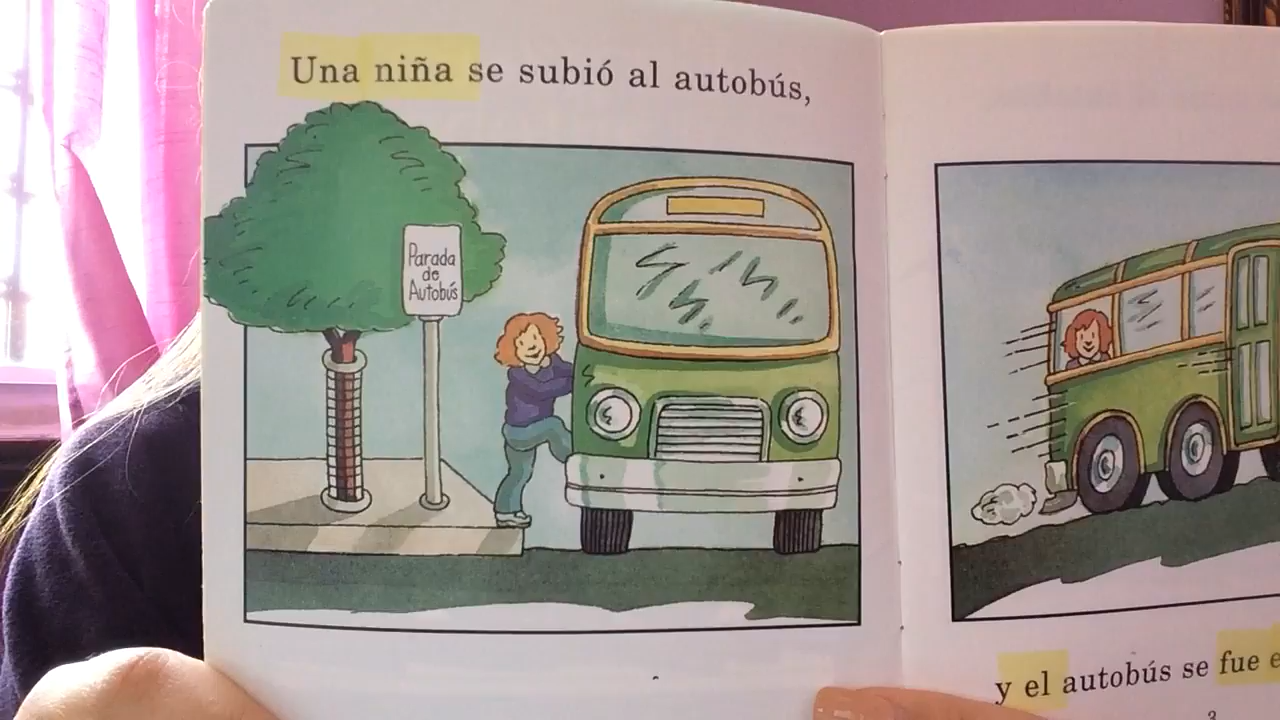 Una niña se subió al autobús,
Parada
de
Autobús
y el autobús se fue